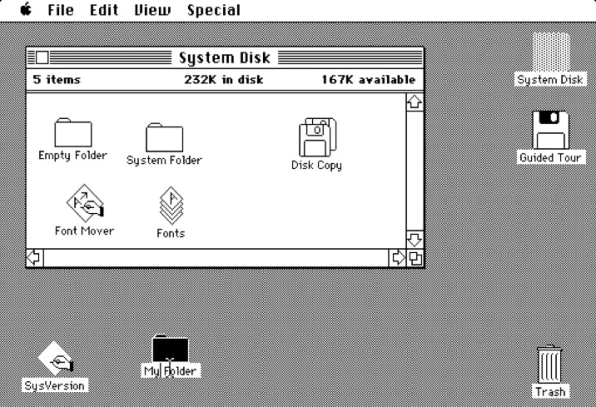 File Edit View Special
System Disk
5 items 232K in disk 167K available
Empty Folder System Folder Disk Copy
Font Mover Fonts
System Disk
Guided Tour
SysVersion My Folder Trash